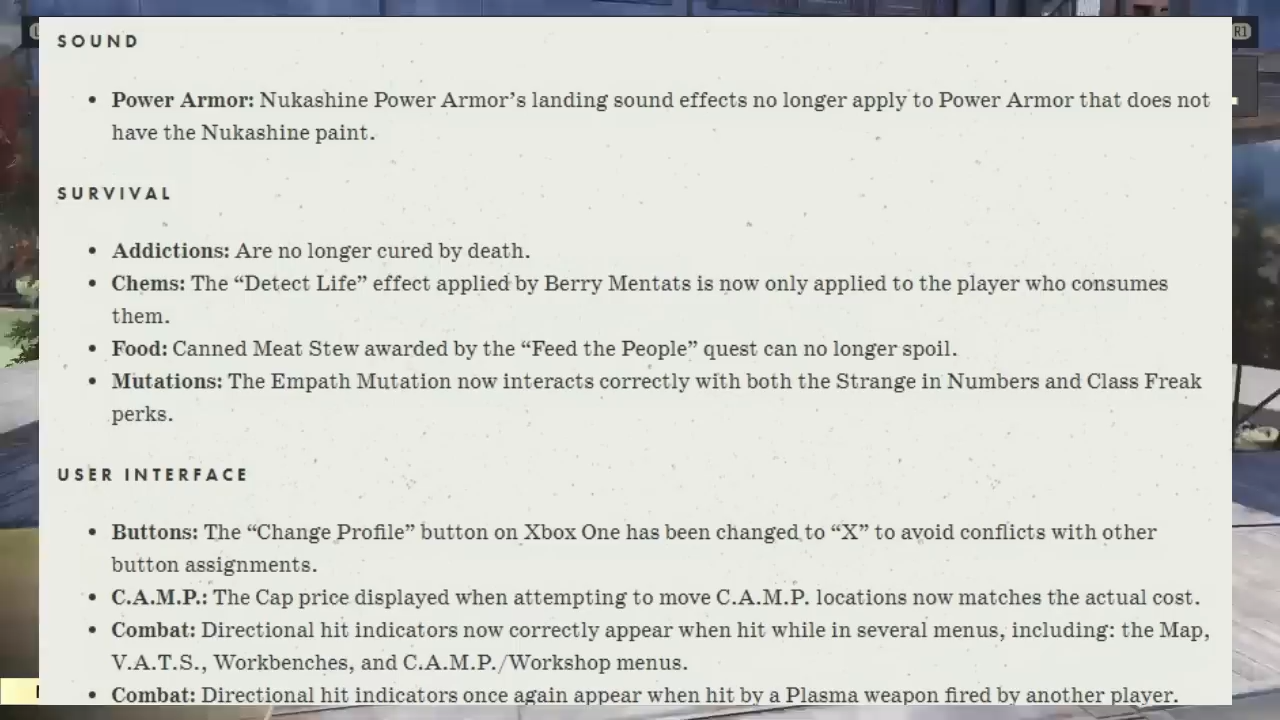 R1
SOUND
• Power Armor: Nukashine Power Armor’s landing sound effects no longer apply to Power Armor that does not
have the Nukashine paint.
SURVIVAL
• Addictions: Are no longer cured by death.
• Chems: The “Detect Life” effect applied by Berry Mentats is now only applied to the player who consumes
them.
• Food: Canned Meat Stew awarded by the “Feed the People” quest can no longer spoil.
• Mutations: The Empath Mutation now interacts correctly with both the Strange in Numbers and Class Freak
perks.
USER INTERFACE
• Buttons: The “Change Profile” button on Xbox One has been changed to “X” to avoid conflicts with other
button assignments.
• C.A.M.P.: The Cap price displayed when attempting to move C.A.M.P. locations now matches the actual cost.
• Combat: Directional hit indicators now correctly appear when hit while in several menus, including: the Map,
V.A.T.S., Workbenches, and C.A.M.P./Workshop menus.
• Combat: Directional hit indicators once again appear when hit by a Plasma weapon fired by another player.